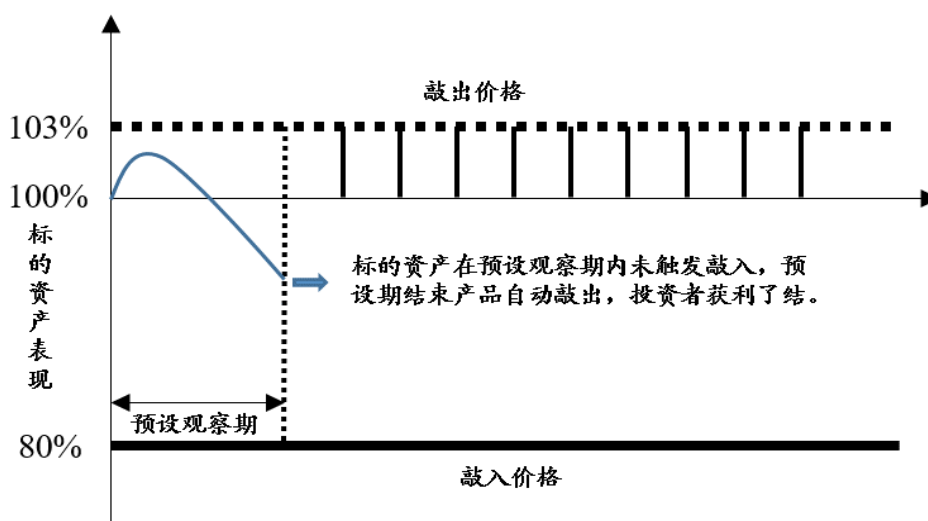 敲出价格
103%
100%
标的资产表现
标的资产在预设观察期内未触发敲入，预
设期结束产品自动敲出，投资者获利了结。
预设观察期
80%
敲入价格